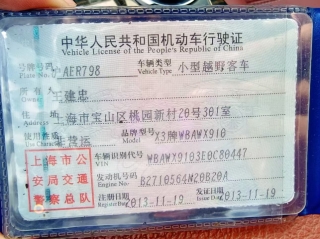 中华人民共和国机动车行驶证
Vehicle License of the People's Republic of China
号牌号码 AER798 车辆类型 小型越野客车
Plate No. Vehicle Type
所 有 人 王建忠
Owner
住 址 上海市宝山区桃园新村20号301室
使用性质 非营运 品牌型号 X3牌WBAWX910
Model
上海市公
安局交通
警察总队
车辆识别代号 WBAWX9103E0C80447
VIN
发动机号码 B2710564N20B20A
Engine No.
注册日期 2013-11-19 发证日期 2013-11-19
Register Date Issue Date